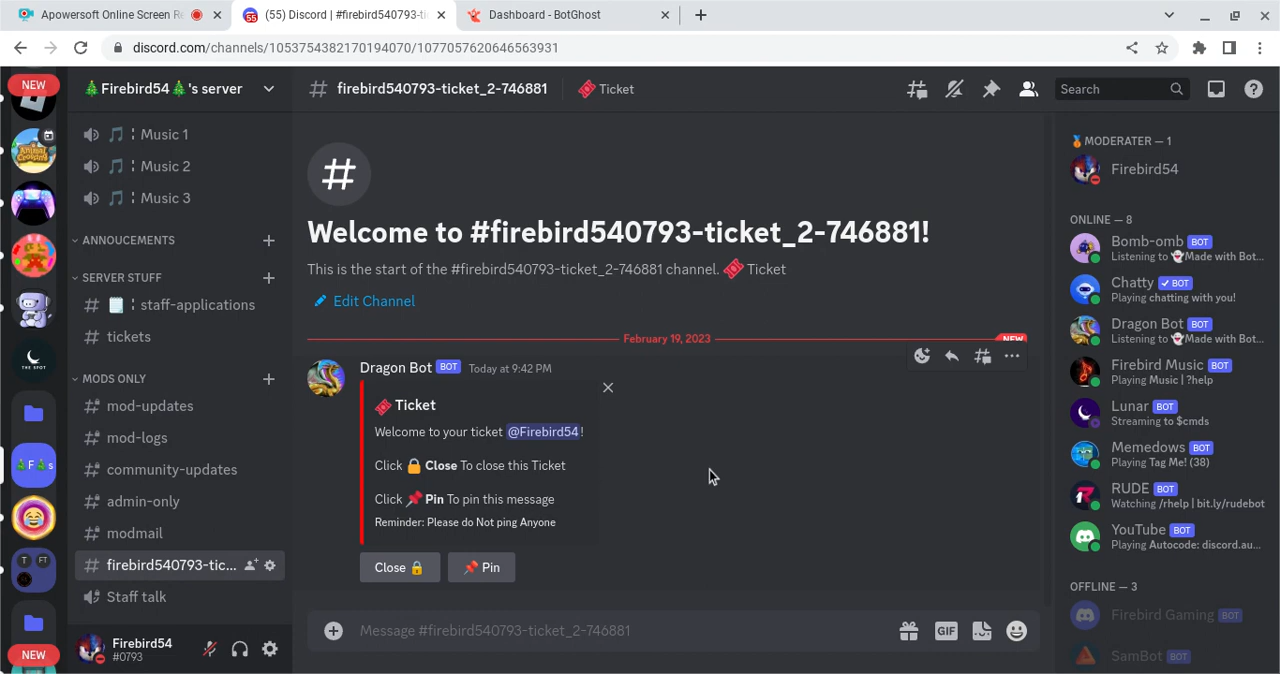 Apowersoft Online Screen Re
(55) Discord | #firebird540793-ti
Dashboard - BotGhost
discord.com/channels/1053754382170194070/1077057620646563931
NEW
🎄Firebird54🎄's server
# firebird540793-ticket_2-746881
🎟️ Ticket
Search
🎵 ¦ Music 1
🎵 ¦ Music 2
🎵 ¦ Music 3
ANNOUCEMENTS
SERVER STUFF
# 🗒️ ¦ staff-applications
# tickets
MODS ONLY
mod-updates
mod-logs
community-updates
admin-only
modmail
firebird540793-tic...
Staff talk
🎄F🎄s
T FT
NEW
Firebird54
#0793
#
Welcome to #firebird540793-ticket_2-746881!
This is the start of the #firebird540793-ticket_2-746881 channel. 🎟️ Ticket
Edit Channel
February 19, 2023
NEW
Dragon Bot BOT Today at 9:42 PM
🎟️ Ticket
Welcome to your ticket @Firebird54!
Click 🔒 Close To close this Ticket
Click 📌 Pin To pin this message
Reminder: Please do Not ping Anyone
Close 🔒
📌 Pin
Message #firebird540793-ticket_2-746881
GIF
🏅MODERATER — 1
Firebird54
ONLINE — 8
Bomb-omb BOT
Listening to 👻Made with Bot...
Chatty ✓ BOT
Playing chatting with you!
Dragon Bot BOT
Listening to 👻Made with Bot...
Firebird Music BOT
Playing Music | ?help
Lunar BOT
Streaming to $cmds
Memedows BOT
Playing Tag Me! (38)
RUDE BOT
Watching /rhelp | bit.ly/rudebot
YouTube BOT
Playing Autocode: discord.au...
OFFLINE — 3
Firebird Gaming BOT
SamBot BOT